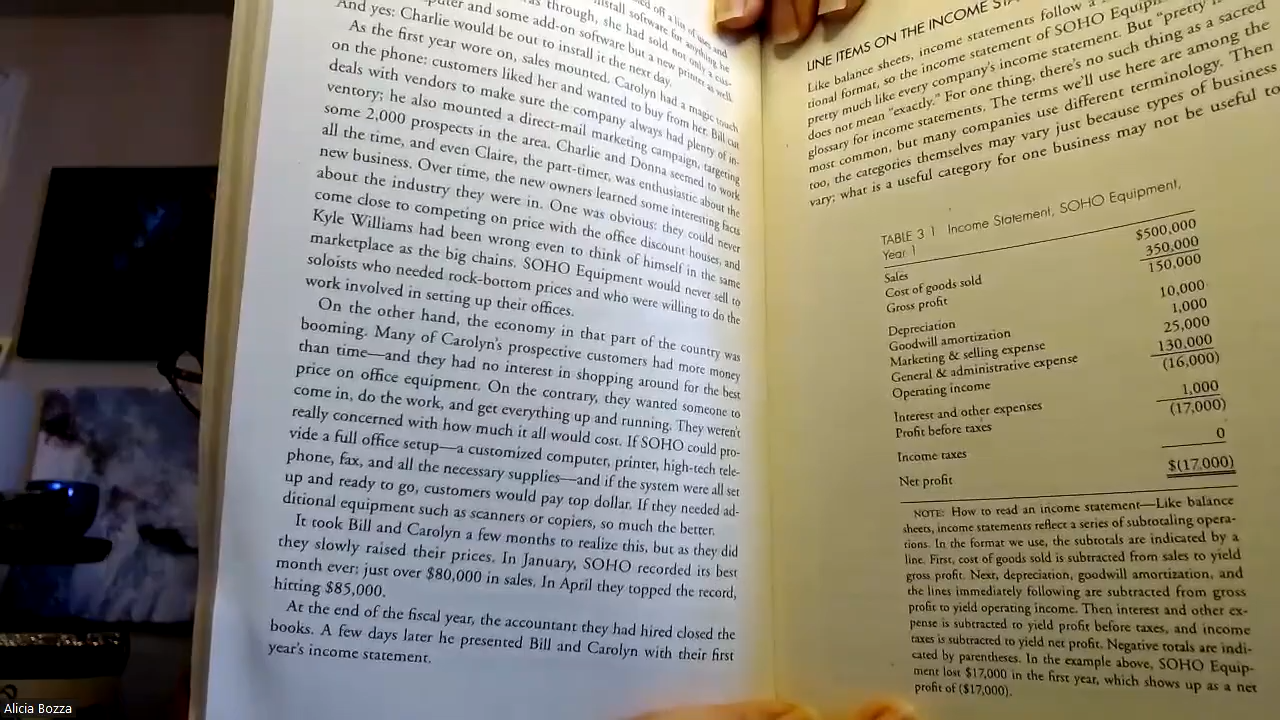 install software for anything he
puter and some add-on software but a new printer as well.
And yes: Charlie would be out to install it the next day.
As the first year wore on, sales mounted. Carolyn had a magic touch
on the phone: customers liked her and wanted to buy from her. Bill cut
deals with vendors to make sure the company always had plenty of in-
ventory; he also mounted a direct-mail marketing campaign, targeting
some 2,000 prospects in the area. Charlie and Donna seemed to work
all the time, and even Claire, the part-timer, was enthusiastic about the
new business. Over time, the new owners learned some interesting facts
about the industry they were in. One was obvious: they could never
come close to competing on price with the office discount houses, and
Kyle Williams had been wrong even to think of himself in the same
marketplace as the big chains. SOHO Equipment would never sell to
soloists who needed rock-bottom prices and who were willing to do the
work involved in setting up their offices.
On the other hand, the economy in that part of the country was
booming. Many of Carolyn's prospective customers had more money
than time—and they had no interest in shopping around for the best
price on office equipment. On the contrary, they wanted someone to
come in, do the work, and get everything up and running. They weren't
really concerned with how much it all would cost. If SOHO could pro-
vide a full office setup—a customized computer, printer, high-tech tele-
phone, fax, and all the necessary supplies—and if the system were all set
up and ready to go, customers would pay top dollar. If they needed ad-
ditional equipment such as scanners or copiers, so much the better.
It took Bill and Carolyn a few months to realize this, but as they did
they slowly raised their prices. In January, SOHO recorded its best
month ever: just over $80,000 in sales. In April they topped the record,
hitting $85,000.
At the end of the fiscal year, the accountant they had hired closed the
books. A few days later he presented Bill and Carolyn with their first
year's income statement.
LINE ITEMS ON THE INCOME
Like balance sheets, income statements follow a
tional format, so the income statement of SOHO
pretty much like every company's income statement. But "pretty
does not mean "exactly." For one thing, there's no such thing as a sacred
glossary for income statements. The terms we'll use here are among the
most common, but many companies use different terminology. Then
too, the categories themselves may vary just because types of business
vary; what is a useful category for one business may not be useful to
TABLE 3 1 Income Statement, SOHO Equipment,
Year 1
Sales $500,000
Cost of goods sold 350,000
Gross profit 150,000
Depreciation 10,000
Goodwill amortization 1,000
Marketing & selling expense 25,000
General & administrative expense 130,000
Operating income (16,000)
Interest and other expenses 1,000
Profit before taxes (17,000)
Income taxes 0
Net profit $(17,000)
NOTE: How to read an income statement—Like balance
sheets, income statements reflect a series of subtotaling opera-
tions. In the format we use, the subtotals are indicated by a
line. First, cost of goods sold is subtracted from sales to yield
gross profit. Next, depreciation, goodwill amortization, and
the lines immediately following are subtracted from gross
profit to yield operating income. Then interest and other ex-
pense is subtracted to yield profit before taxes, and income
taxes is subtracted to yield net profit. Negative totals are indi-
cated by parentheses. In the example above, SOHO Equip-
ment lost $17,000 in the first year, which shows up as a net
profit of ($17,000).
Alicia Bozza